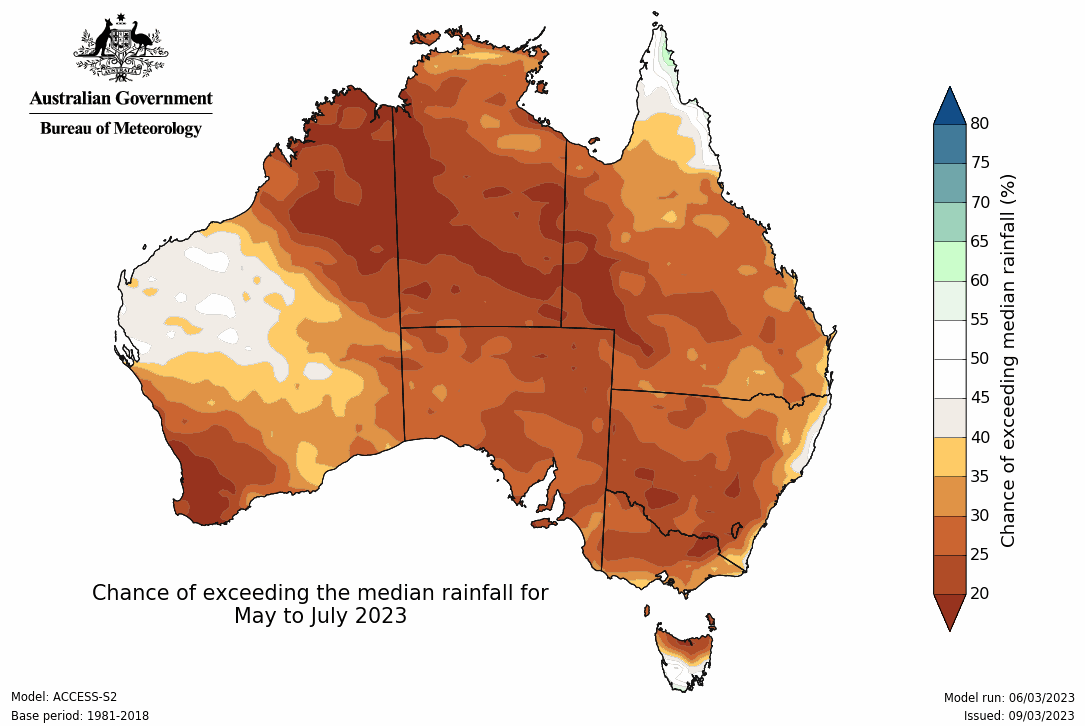 Australian Government
Bureau of Meteorology
80
75
70
65
60
55
50
45
40
35
30
25
20
Chance of exceeding median rainfall (%)
Chance of exceeding the median rainfall for
May to July 2023
Model: ACCESS-S2
Base period: 1981-2018
Model run: 06/03/2023
Issued: 09/03/2023